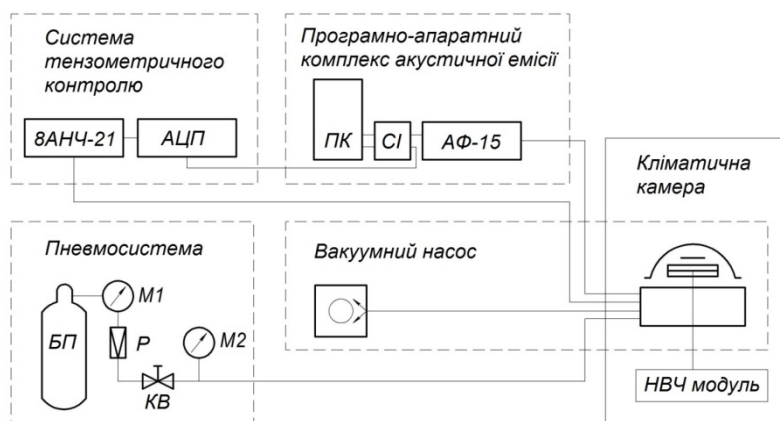 Система
тензометричного
контролю
8АНЧ-21
АЦП
Програмно-апаратний
комплекс акустичної емісії
ПК
СІ
АФ-15
Кліматична
камера
Пневмосистема
БП
М1
Р
М2
КВ
Вакуумний насос
НВЧ модуль